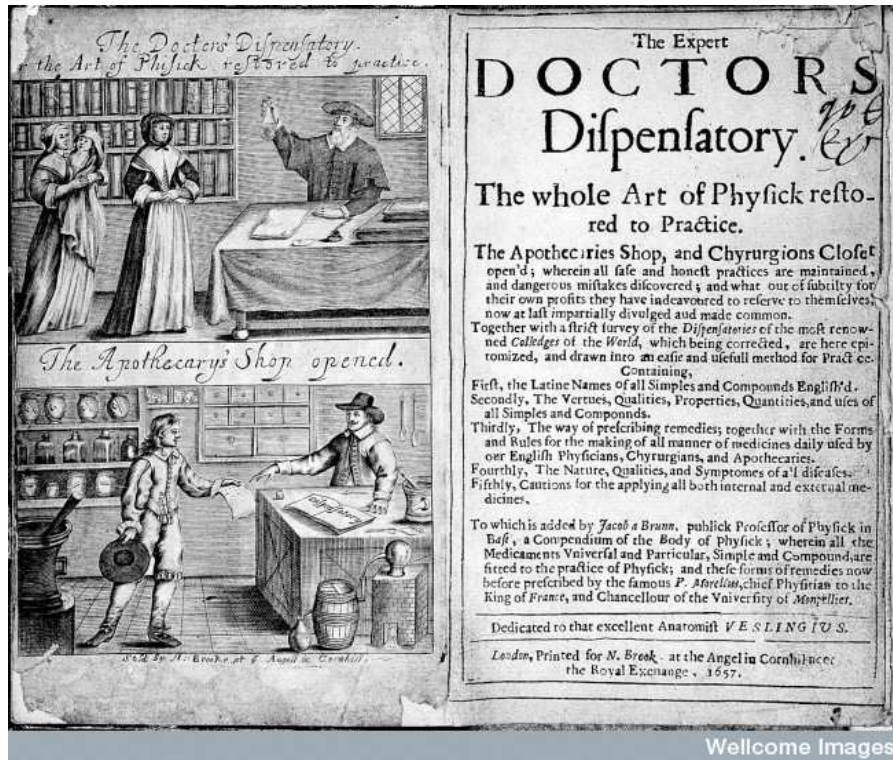 The Doctors Dispensatory.
the Art of Phisick restored to practice.
The Apothecary's Shop opened.
Sold by N: Brooke at ye Angell in Cornhill.
The Expert
DOCTORS
Diſpenſatory.
The whole Art of Phyſick reſto-
red to Practice.
The Apothecaries Shop, and Chyrurgions Cloſet
open'd; wherein all ſafe and honeſt practices are maintained,
and dangerous miſtakes diſcovered; and what out of ſubtilty for
their own profits they have indeavoured to reſerve to themſelves,
now at laſt impartially divulged aud made common.
Together with a ſtrict ſurvey of the Diſpenſatories of the moſt renow-
ned Colledges of the World, which being corrected, are here epi-
tomized, and drawn into an eaſie and uſefull method for Practice.
Containing,
Firſt, the Latine Names of all Simples and Compounds Engliſh'd.
Secondly, The Vertues, Qualities, Properties, Quantities, and uſes of
all Simples and Componnds.
Thirdly, The way of preſcribing remedies; together with the Forms
and Rules for the making of all manner of medicines daily uſed by
our Engliſh Phyſicians, Chyrurgians, and Apothecaries.
Fourthly, The Nature, Qualities, and Symptomes of all diſeaſes.
Fifthly, Cautions for the applying all both internal and external me-
dicines.
To which is added by Jacob a Brunn, publick Profeſſor of Phyſick in
Baſi, a Compendium of the Body of Phyſick; wherein all the
Medicaments Vniverſal and Particular, Simple and Compound, are
fitted to the practice of Phyſick; and theſe forms of remedies now
before preſcribed by the famous P. Morellus, chief Phyſitian to the
King of France, and Chancellour of the Vniverſity of Monpellier.
Dedicated to that excellent Anatomiſt VESLINGIUS.
London, Printed for N. Brook at the Angel in Cornhil neer
the Royal Exchange, 1657.
Wellcome Images